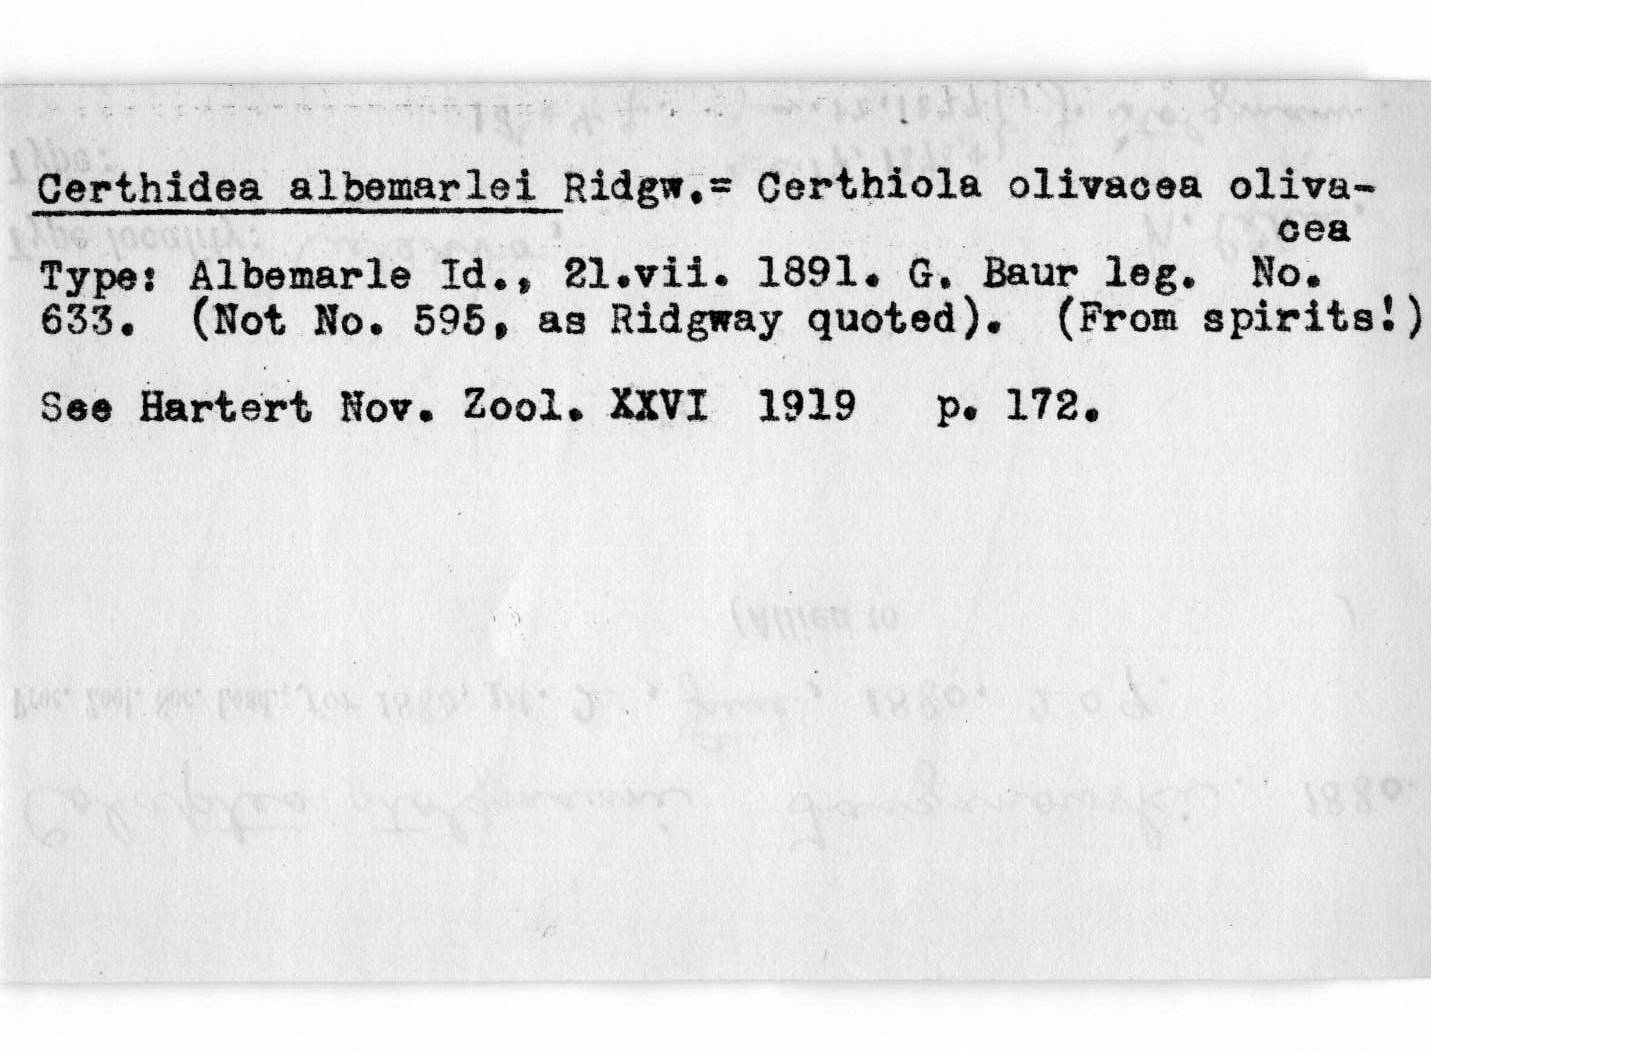 Certhidea albemarlei Ridgw.= Certhiola olivacea oliva-
cea
Type: Albemarle Id., 21.vii. 1891. G. Baur leg. No.
633. (Not No. 595, as Ridgway quoted). (From spirits!)
See Hartert Nov. Zool. XXVI 1919 p. 172.